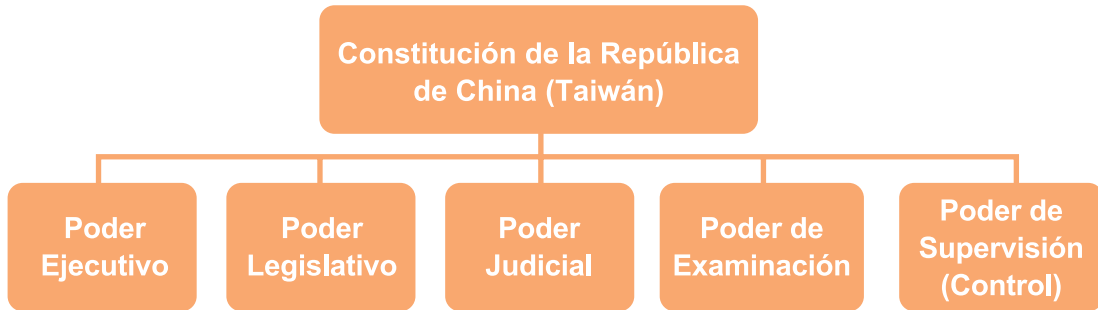 Constitución de la República
de China (Taiwán)
Poder
Ejecutivo
Poder
Legislativo
Poder
Judicial
Poder de
Examinación
Poder de
Supervisión
(Control)